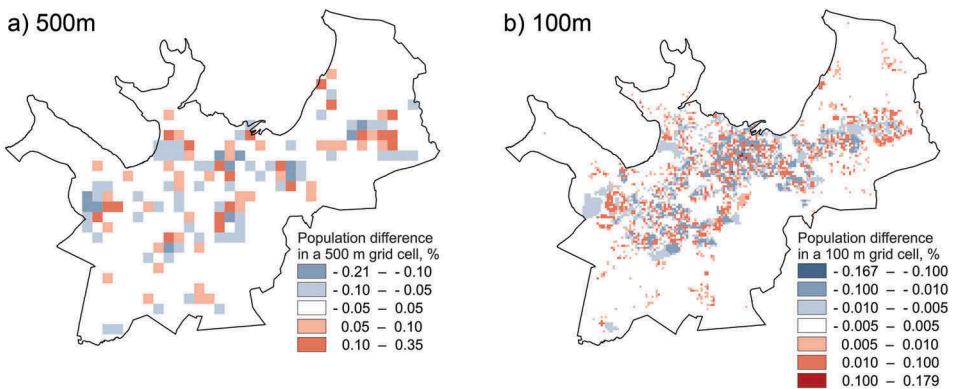 a) 500m
Population difference
in a 500 m grid cell, %
- 0.21 – - 0.10
- 0.10 – - 0.05
- 0.05 – 0.05
0.05 – 0.10
0.10 – 0.35
b) 100m
Population difference
in a 100 m grid cell, %
- 0.167 – - 0.100
- 0.100 – - 0.010
- 0.010 – - 0.005
- 0.005 – 0.005
0.005 – 0.010
0.010 – 0.100
0.100 – 0.179